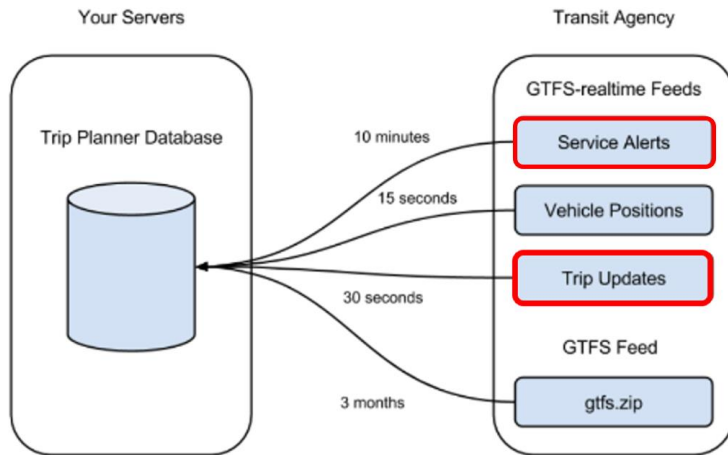 Your Servers
Transit Agency
Trip Planner Database
GTFS-realtime Feeds
10 minutes
Service Alerts
15 seconds
Vehicle Positions
30 seconds
Trip Updates
GTFS Feed
3 months
gtfs.zip